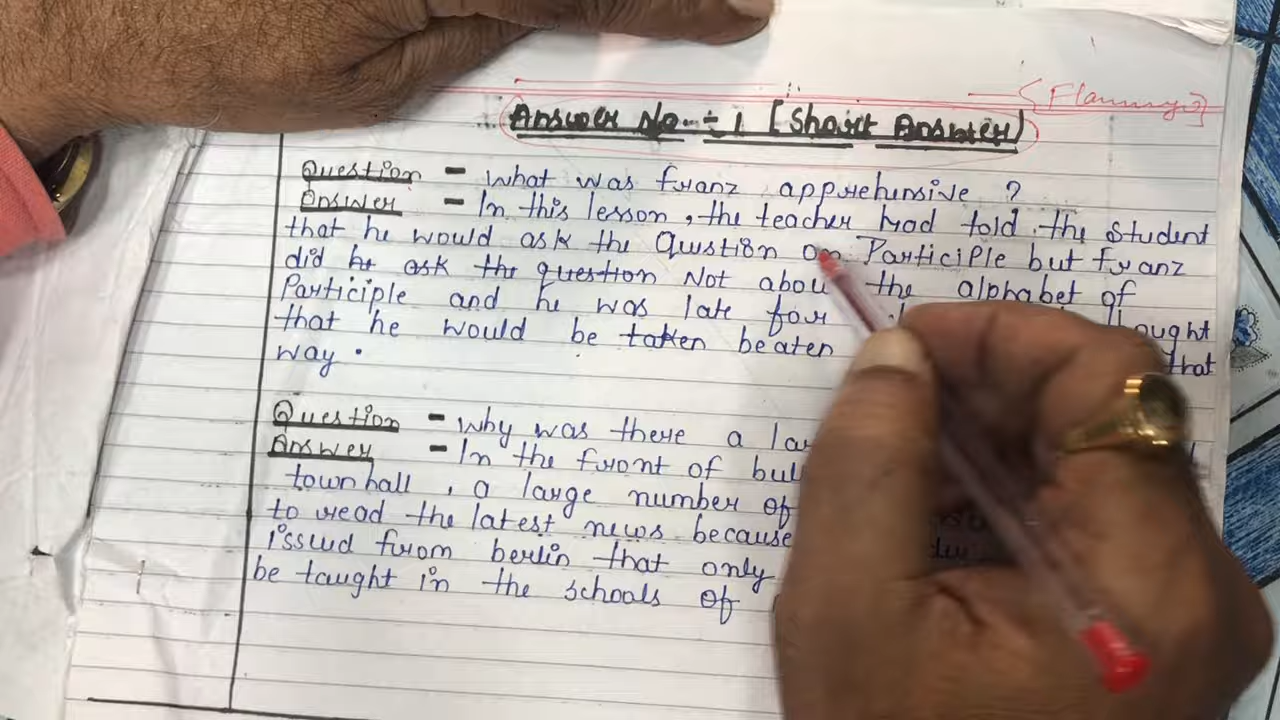 {Flamingo}
Answer No. - 1 [Short Answer)
Question - what was franz apprehensive ?
Answer - In this lesson, the teacher had told the student
that he would ask the Qustion on Participle but franz
did he ask the question Not abou the alphabet of
Participle and he was late for ought
that he would be taken beaten that
way .
Question - why was there a
Answer - In the front of
townhall , a large number of
to read the latest news because
issued from berlin that only
be taught in the schools of